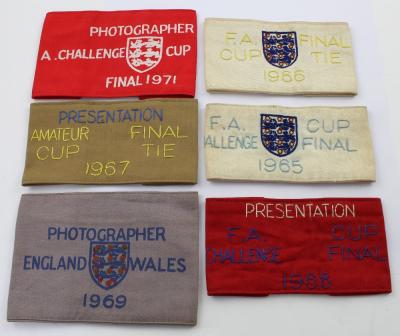 PHOTOGRAPHER
A. CHALLENGE CUP
FINAL 1971
F.A. FINAL
CUP TIE
1966
PRESENTATION
AMATEUR FINAL
CUP TIE
1967
F.A. CUP
ALLENGE FINAL
1965
PHOTOGRAPHER
ENGLAND WALES
1969
PRESENTATION
F.A. CUP
CHALLENGE FINAL
1968